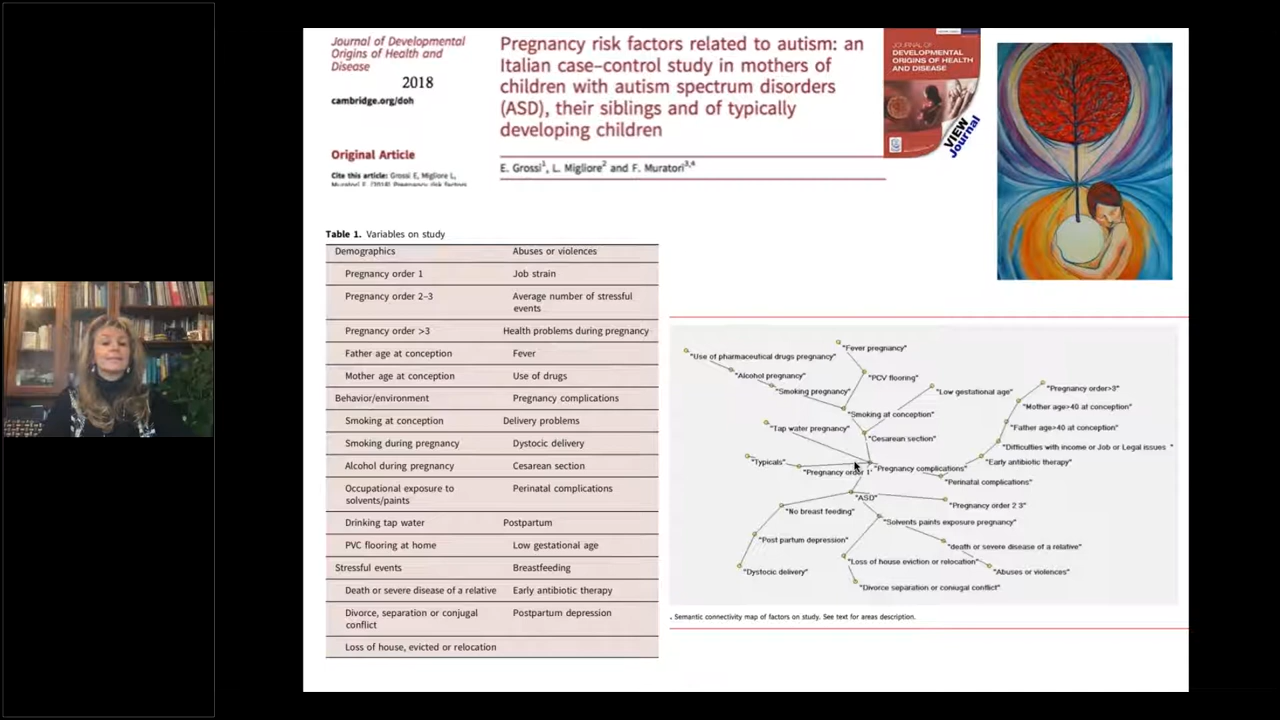 Journal of Developmental
Origins of Health and
Disease
2018
cambridge.org/doh
Original Article
Cite this article: Grossi E, Migliore L,
Muratori F. (2018) Pregnancy risk factors
Pregnancy risk factors related to autism: an
Italian case–control study in mothers of
children with autism spectrum disorders
(ASD), their siblings and of typically
developing children
E. Grossi1, L. Migliore2 and F. Muratori3,4
JOURNAL OF
DEVELOPMENTAL
ORIGINS OF HEALTH
AND DISEASE
VIEW
Journal
Table 1. Variables on study
Demographics
Abuses or violences
Pregnancy order 1
Job strain
Pregnancy order 2–3
Average number of stressful
events
Pregnancy order >3
Health problems during pregnancy
Father age at conception
Fever
Mother age at conception
Use of drugs
Behavior/environment
Pregnancy complications
Smoking at conception
Delivery problems
Smoking during pregnancy
Dystocic delivery
Alcohol during pregnancy
Cesarean section
Occupational exposure to
solvents/paints
Perinatal complications
Drinking tap water
Postpartum
PVC flooring at home
Low gestational age
Stressful events
Breastfeeding
Death or severe disease of a relative
Early antibiotic therapy
Divorce, separation or conjugal
conflict
Postpartum depression
Loss of house, evicted or relocation
"Fever pregnancy"
"Use of pharmaceutical drugs pregnancy"
"Alcohol pregnancy"
"PCV flooring"
"Smoking pregnancy"
"Low gestational age"
"Pregnancy order>3"
"Mother age>40 at conception"
"Smoking at conception"
"Tap water pregnancy"
"Father age>40 at conception"
"Cesarean section"
"Difficulties with income or Job or Legal issues "
"Typicals"
"Early antibiotic therapy"
"Pregnancy order 1"
"Pregnancy complications"
"Perinatal complications"
"ASD"
"Pregnancy order 2 3"
"No breast feeding"
"Solvents paints exposure pregnancy"
"Post partum depression"
"death or severe disease of a relative"
"Loss of house eviction or relocation"
"Dystocic delivery"
"Abuses or violences"
"Divorce separation or coniugal conflict"
. Semantic connectivity map of factors on study. See text for areas description.